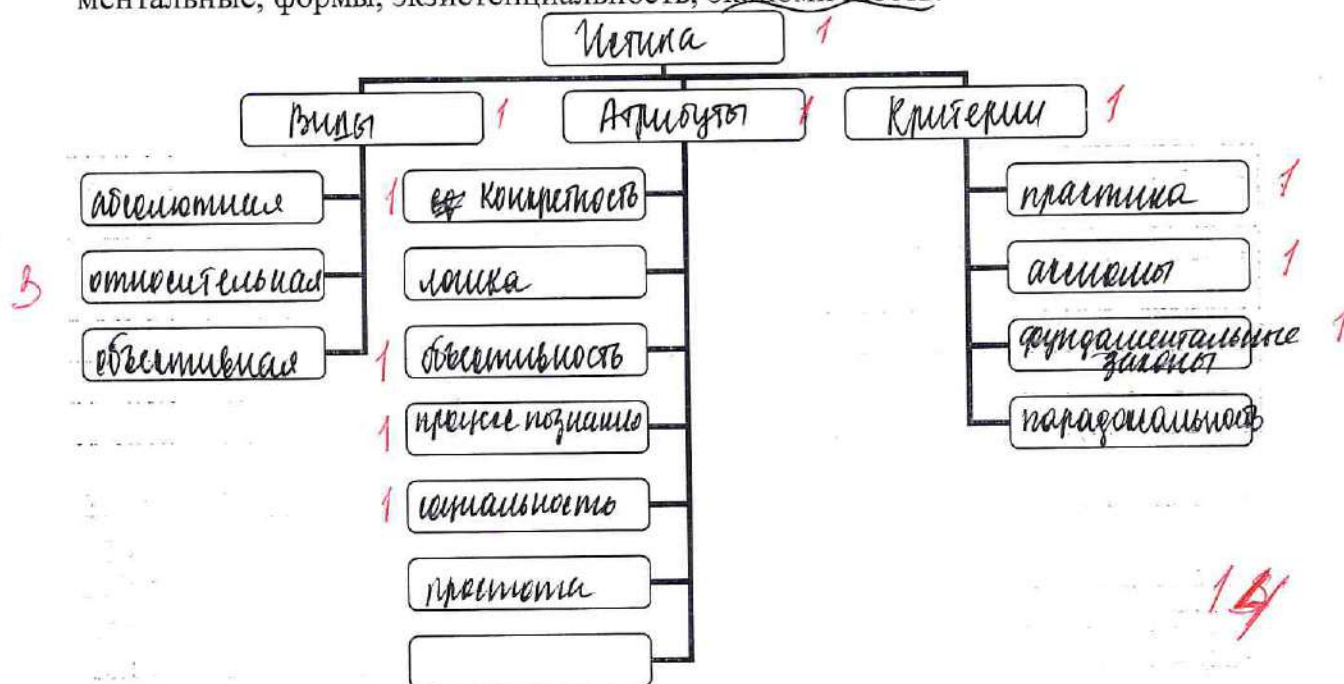 ментальные, формы, экзистенциальность,
Истина 1
Виды 1 Атрибуты 1 Критерии 1
абсолютная 1 конкретность практика 1
3 относительная логика аксиомы 1
объективная 1 объективность фундаментальные законы 1
1 процесс познания парадоксальность
1 социальность
простота
14